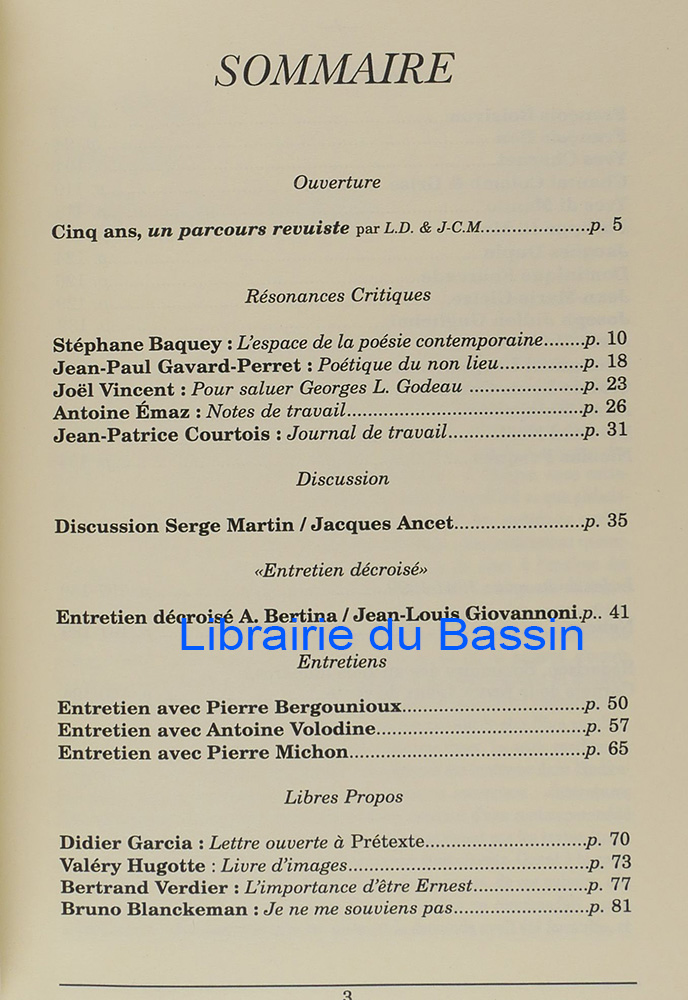 SOMMAIRE
Ouverture
Cinq ans, un parcours revuiste par L.D. & J-C.M.....................p. 5
Résonances Critiques
Stéphane Baquey : L'espace de la poésie contemporaine.......p. 10
Jean-Paul Gavard-Perret : Poétique du non lieu...............p. 18
Joël Vincent : Pour saluer Georges L. Godeau ....................p. 23
Antoine Émaz : Notes de travail..........................................p. 26
Jean-Patrice Courtois : Journal de travail........................p. 31
Discussion
Discussion Serge Martin / Jacques Ancet.......................p. 35
«Entretien décroisé»
Entretien décroisé A. Bertina / Jean-Louis Giovannoni.p.. 41
Librairie du Bassin
Entretiens
Entretien avec Pierre Bergounioux................................p. 50
Entretien avec Antoine Volodine.....................................p. 57
Entretien avec Pierre Michon..........................................p. 65
Libres Propos
Didier Garcia : Lettre ouverte à Prétexte............................p. 70
Valéry Hugotte : Livre d'images..........................................p. 73
Bertrand Verdier : L'importance d'être Ernest....................p. 77
Bruno Blanckeman : Je ne me souviens pas........................p. 81
3